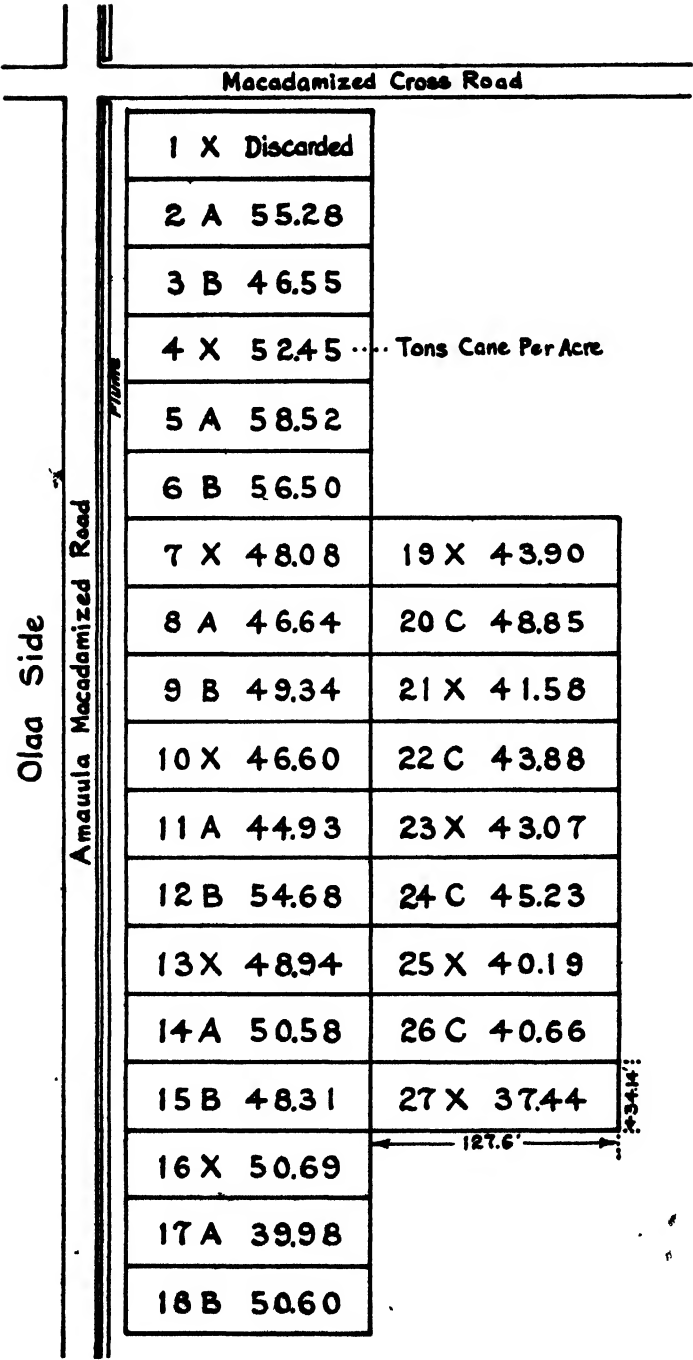 Macadamized Cross Road
1 X Discarded
2 A 55.28
3 B 46.55
4 X 52.45 ···· Tons Cane Per Acre
5 A 58.52
6 B 56.50
7 X 48.08
19 X 43.90
8 A 46.64
20 C 48.85
9 B 49.34
21 X 41.58
10 X 46.60
22 C 43.88
11 A 44.93
23 X 43.07
12 B 54.68
24 C 45.23
13 X 48.94
25 X 40.19
14 A 50.58
26 C 40.66
15 B 48.31
27 X 37.44
34.14'
127.6'
16 X 50.69
17 A 39.98
18 B 50.60
Flume
Amauula Macadamized Road
Olaa Side